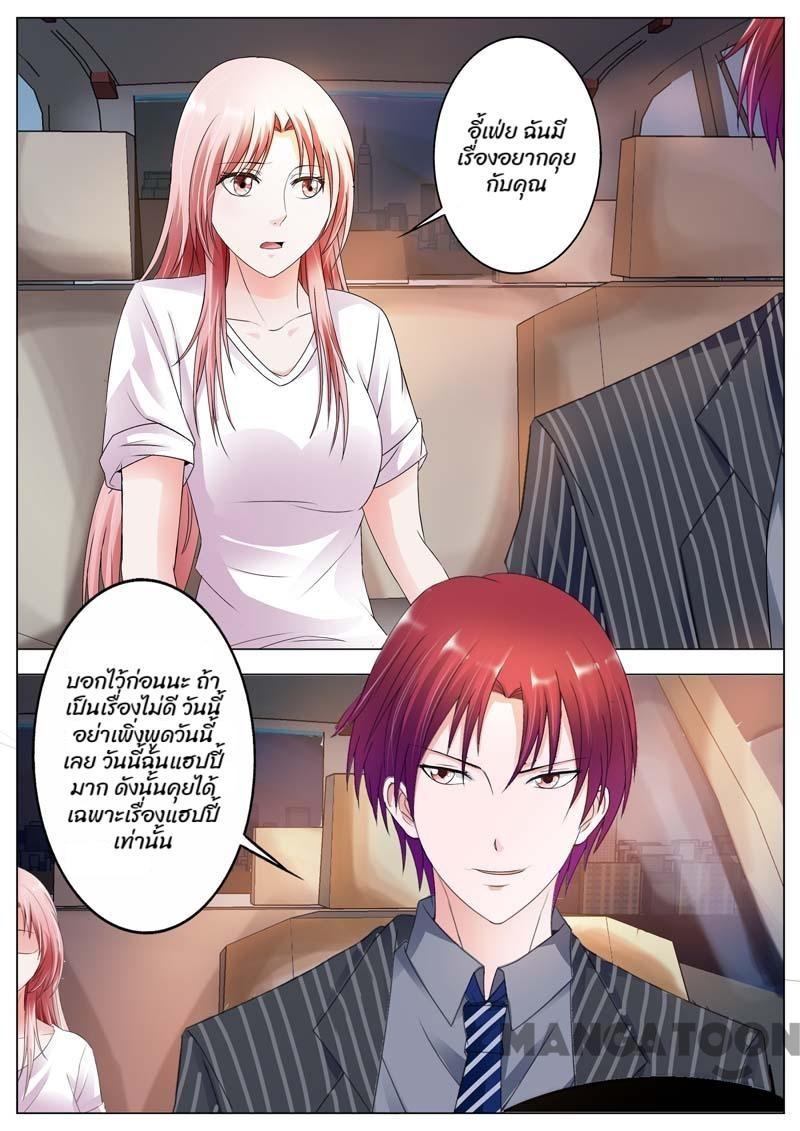 อี้เฟย ฉันมี
เรื่องอยากคุย
กับคุณ
บอกไว้ก่อนนะ ถ้า
เป็นเรื่องไม่ดี วันนี้
อย่าเพิ่งพูดวันนี้
เลย วันนี้ฉันแฮปปี้
มาก ดังนั้นคุยได้
เฉพาะเรื่องแฮปปี้
เท่านั้น
MANGATOON